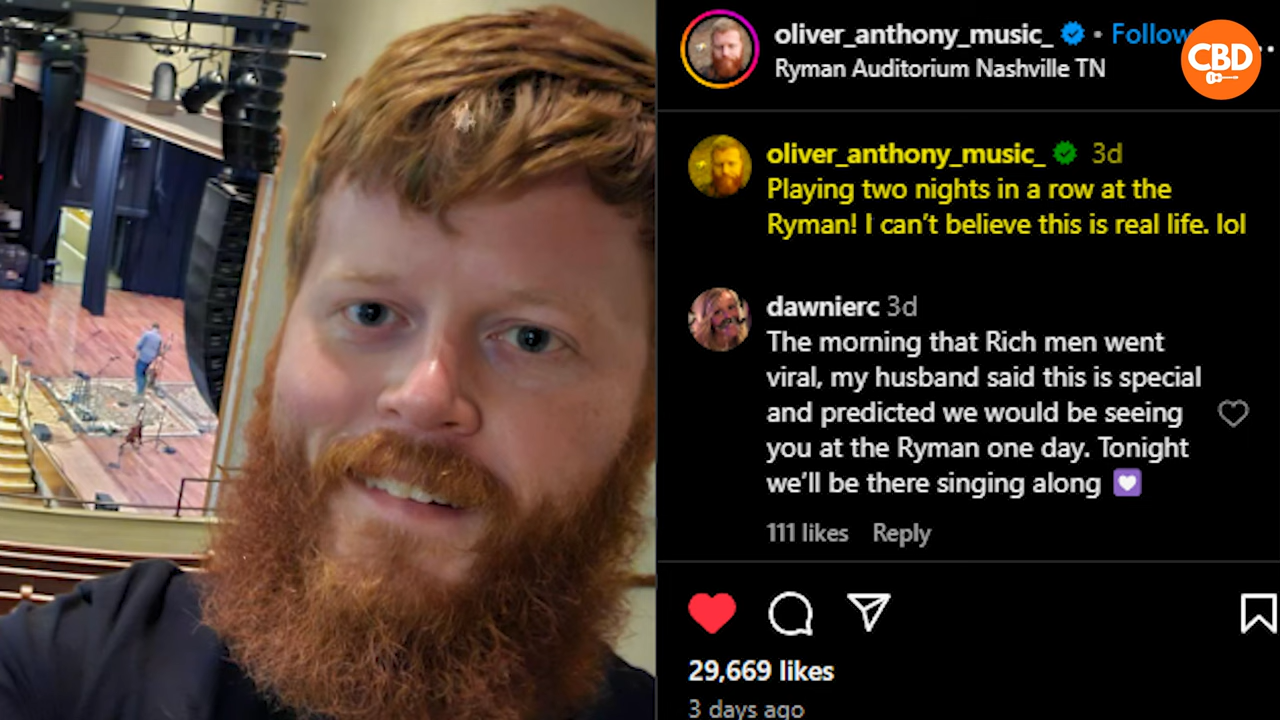 oliver_anthony_music_ • Follow
CBD
Ryman Auditorium Nashville TN
oliver_anthony_music_ 3d
Playing two nights in a row at the
Ryman! I can't believe this is real life. lol
dawnierc 3d
The morning that Rich men went
viral, my husband said this is special
and predicted we would be seeing
you at the Ryman one day. Tonight
we'll be there singing along
111 likes Reply
29,669 likes
3 days ago